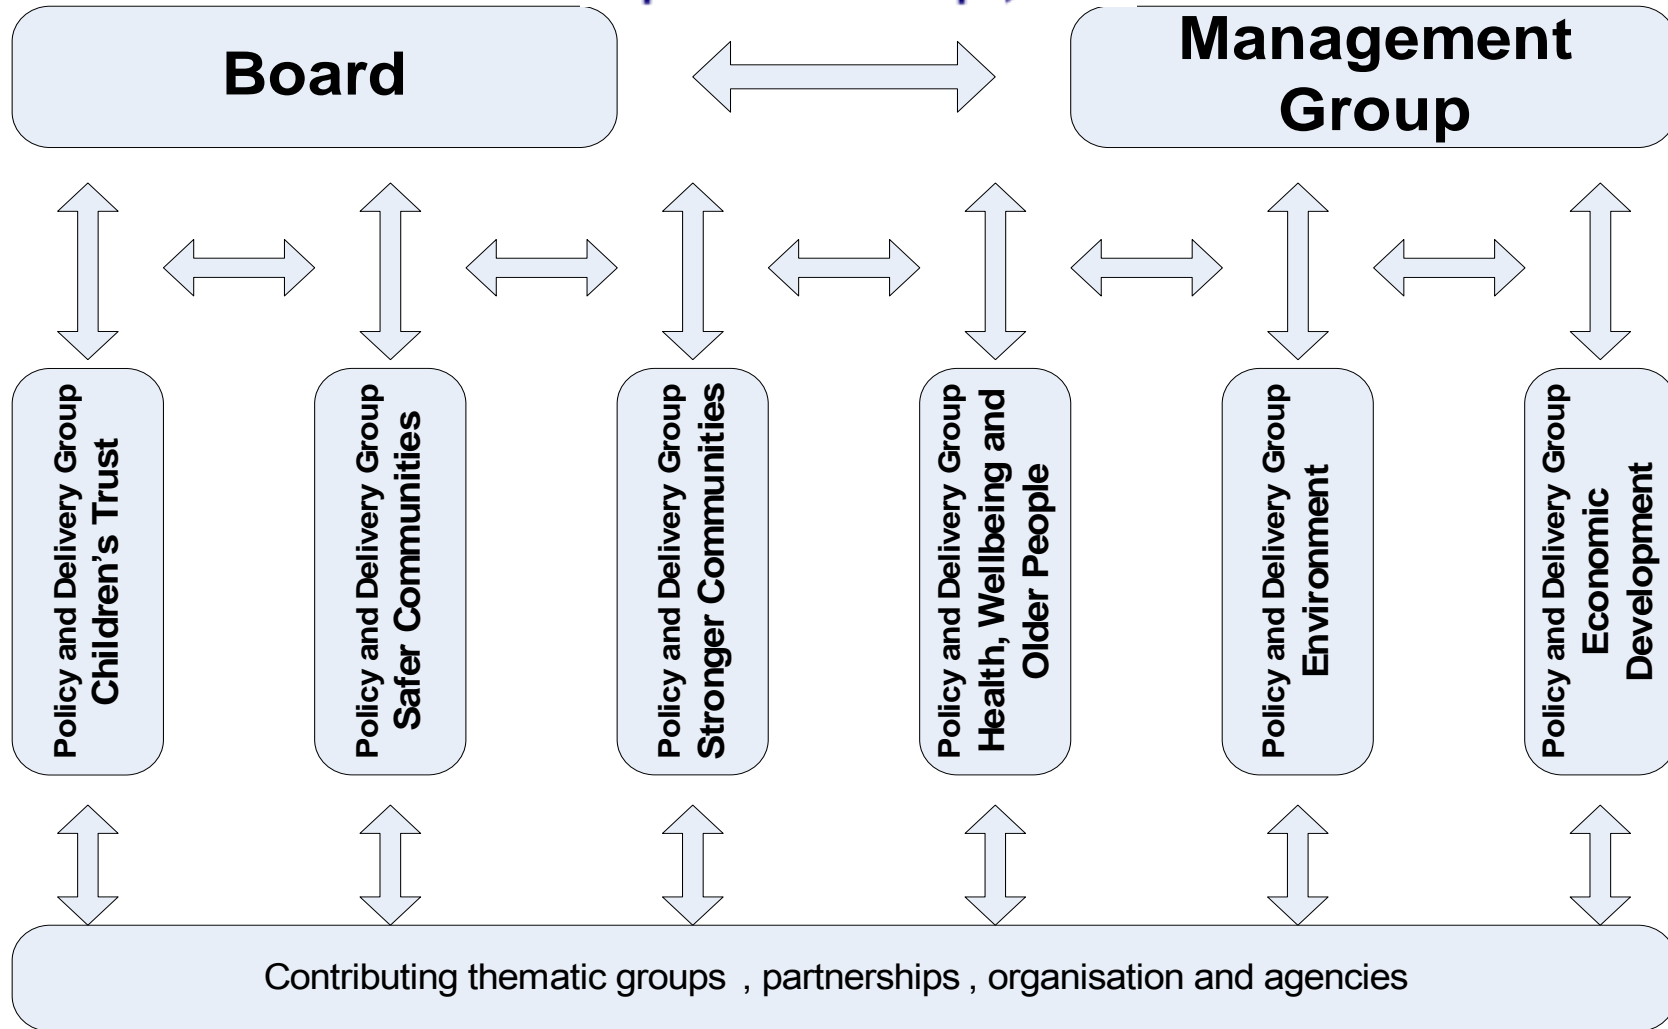 Board
Management
Group
Policy and Delivery Group
Children's Trust
Policy and Delivery Group
Safer Communities
Policy and Delivery Group
Stronger Communities
Policy and Delivery Group
Health, Wellbeing and
Older People
Policy and Delivery Group
Environment
Policy and Delivery Group
Economic
Development
Contributing thematic groups , partnerships , organisation and agencies